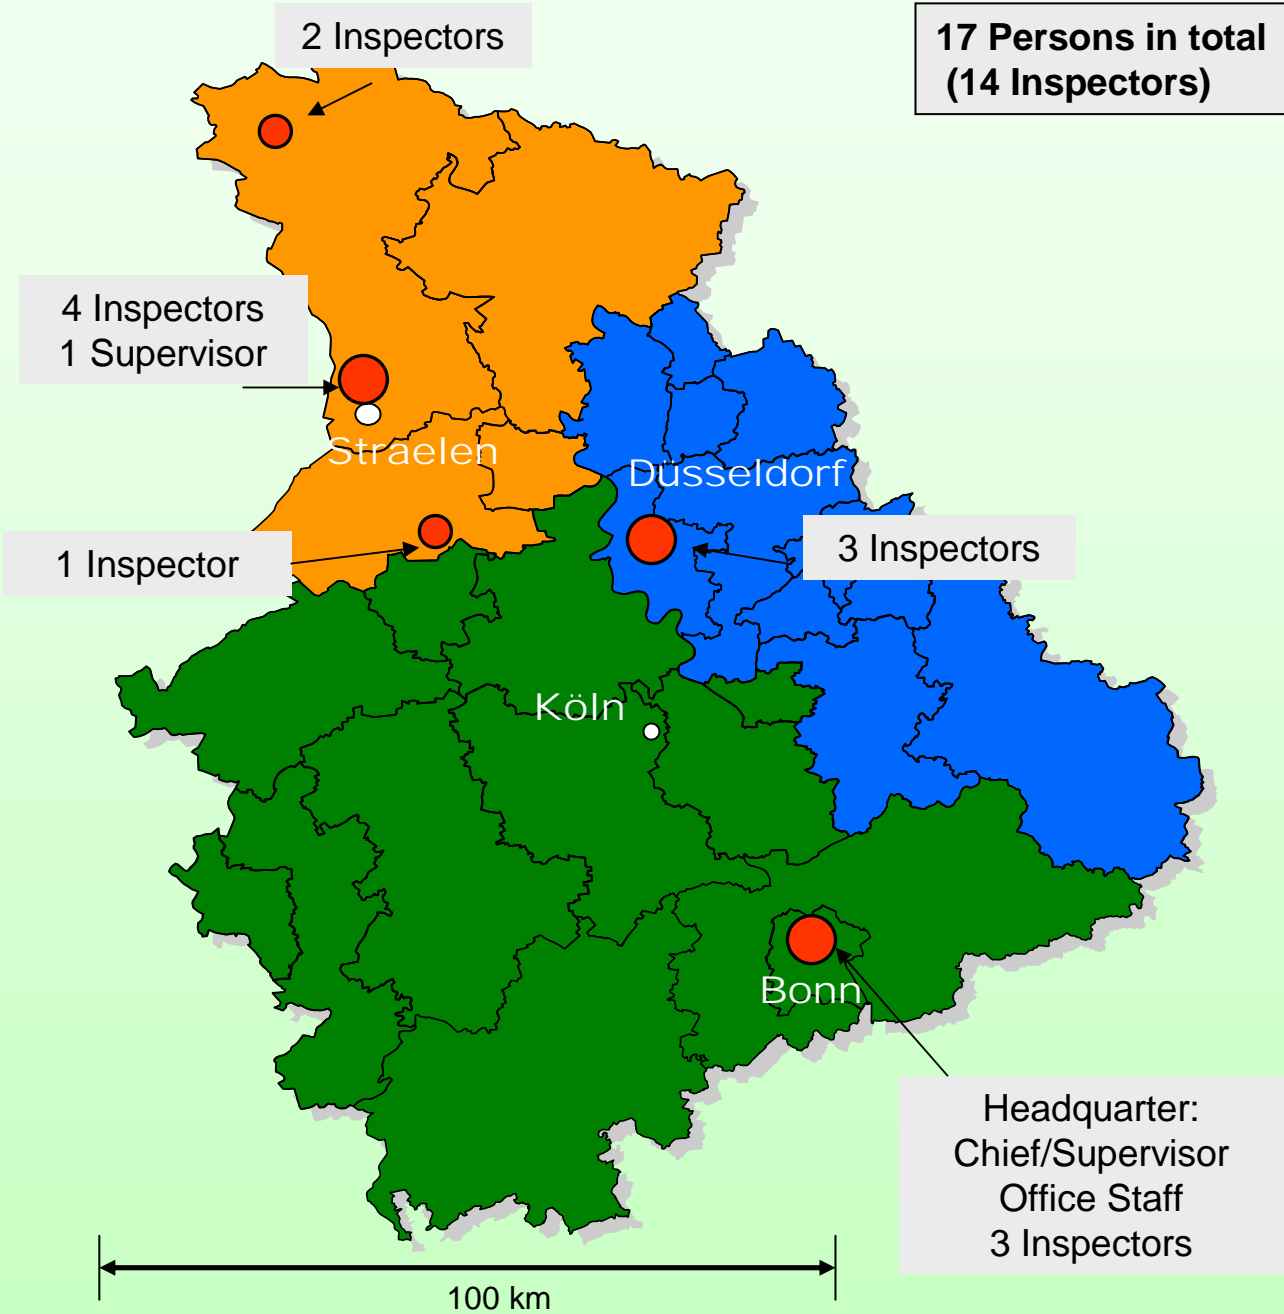 2 Inspectors
17 Persons in total
(14 Inspectors)
4 Inspectors
1 Supervisor
Straelen
Düsseldorf
1 Inspector
3 Inspectors
Köln
Bonn
Headquarter:
Chief/Supervisor
Office Staff
3 Inspectors
100 km